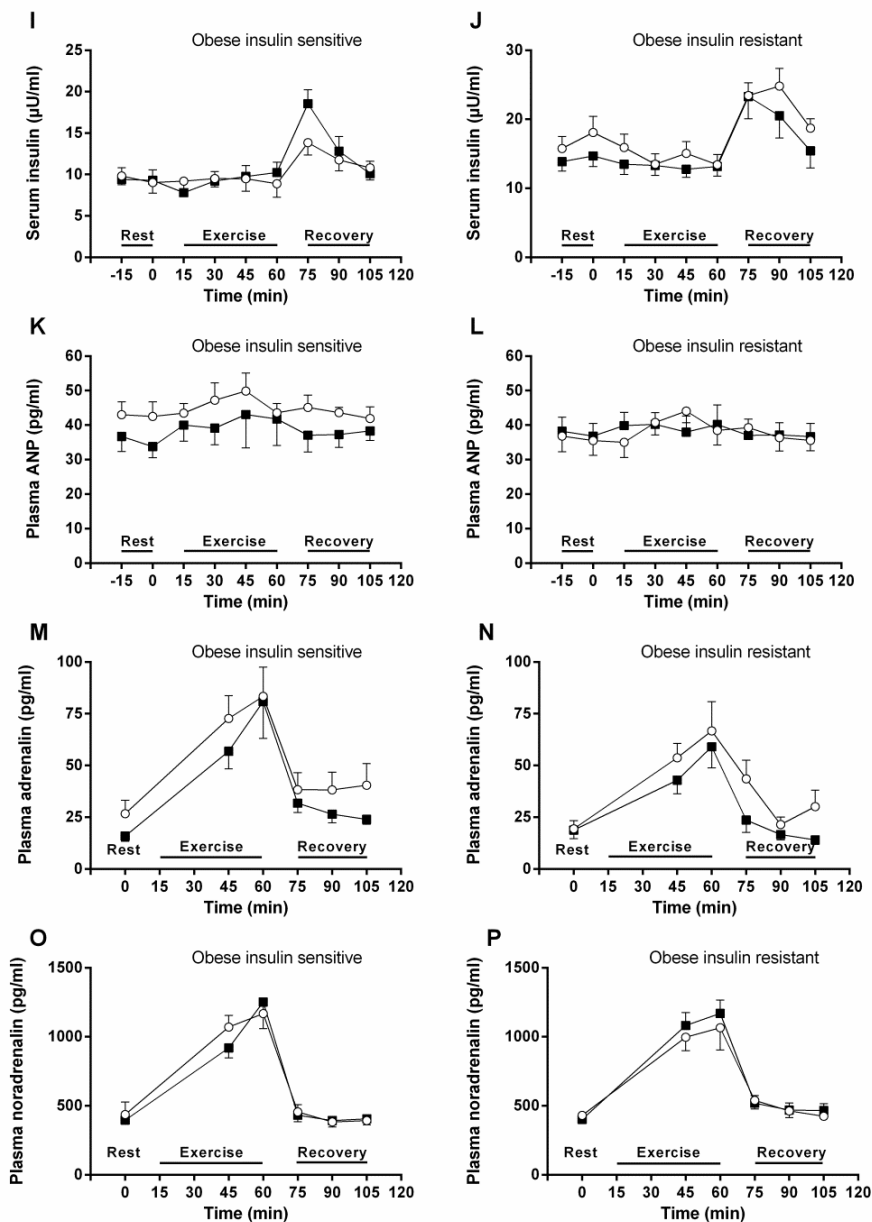 I
Obese insulin sensitive
Serum insulin (µU/ml)
25
20
15
10
5
0
Rest Exercise Recovery
-15 0 15 30 45 60 75 90 105 120
Time (min)
J
Obese insulin resistant
Serum insulin (µU/ml)
30
20
10
0
Rest Exercise Recovery
-15 0 15 30 45 60 75 90 105 120
Time (min)
K
Obese insulin sensitive
Plasma ANP (pg/ml)
60
50
40
30
20
10
0
Rest Exercise Recovery
-15 0 15 30 45 60 75 90 105 120
Time (min)
L
Obese insulin resistant
Plasma ANP (pg/ml)
60
50
40
30
20
10
0
Rest Exercise Recovery
-15 0 15 30 45 60 75 90 105 120
Time (min)
M
Obese insulin sensitive
Plasma adrenalin (pg/ml)
100
75
50
25
0
Rest Exercise Recovery
0 15 30 45 60 75 90 105 120
Time (min)
N
Obese insulin resistant
Plasma adrenalin (pg/ml)
100
75
50
25
0
Rest Exercise Recovery
0 15 30 45 60 75 90 105 120
Time (min)
O
Obese insulin sensitive
Plasma noradrenalin (pg/ml)
1500
1000
500
0
Rest Exercise Recovery
0 15 30 45 60 75 90 105 120
Time (min)
P
Obese insulin resistant
Plasma noradrenalin (pg/ml)
1500
1000
500
0
Rest Exercise Recovery
0 15 30 45 60 75 90 105 120
Time (min)